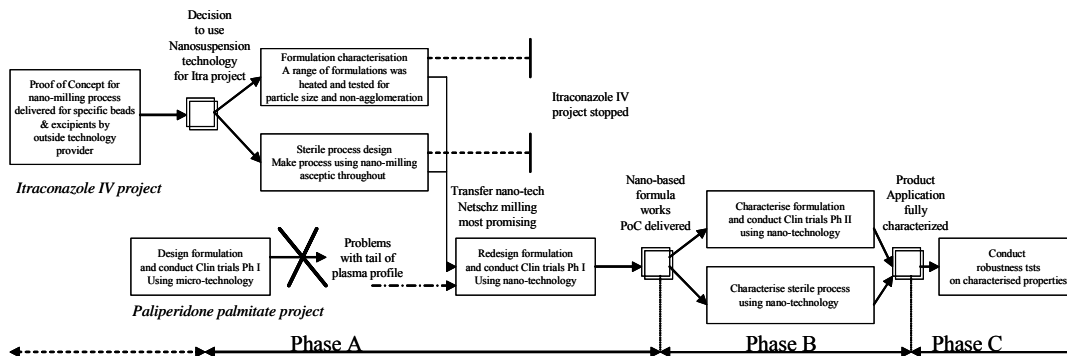 Decision
to use
Nanosuspension
technology
for Itra project
Proof of Concept for
nano-milling process
delivered for specific beads
& excipients by
outside technology
provider
Itraconazole IV project
Formulation characterisation
A range of formulations was
heated and tested for
particle size and non-agglomeration
Sterile process design
Make process using nano-milling
asceptic throughout
Itraconazole IV
project stopped
Transfer nano-tech
Netschz milling
most promising
Design formulation
and conduct Clin trials Ph I
Using micro-technology
Paliperidone palmitate project
Problems
with tail of
plasma profile
Redesign formulation
and conduct Clin trials Ph I
Using nano-technology
Nano-based
formula
works
PoC delivered
Characterise formulation
and conduct Clin trials Ph II
using nano-technology
Characterise sterile process
using nano-technology
Product
Application
fully
characterized
Conduct
robustness tsts
on characterised properties
Phase A
Phase B
Phase C